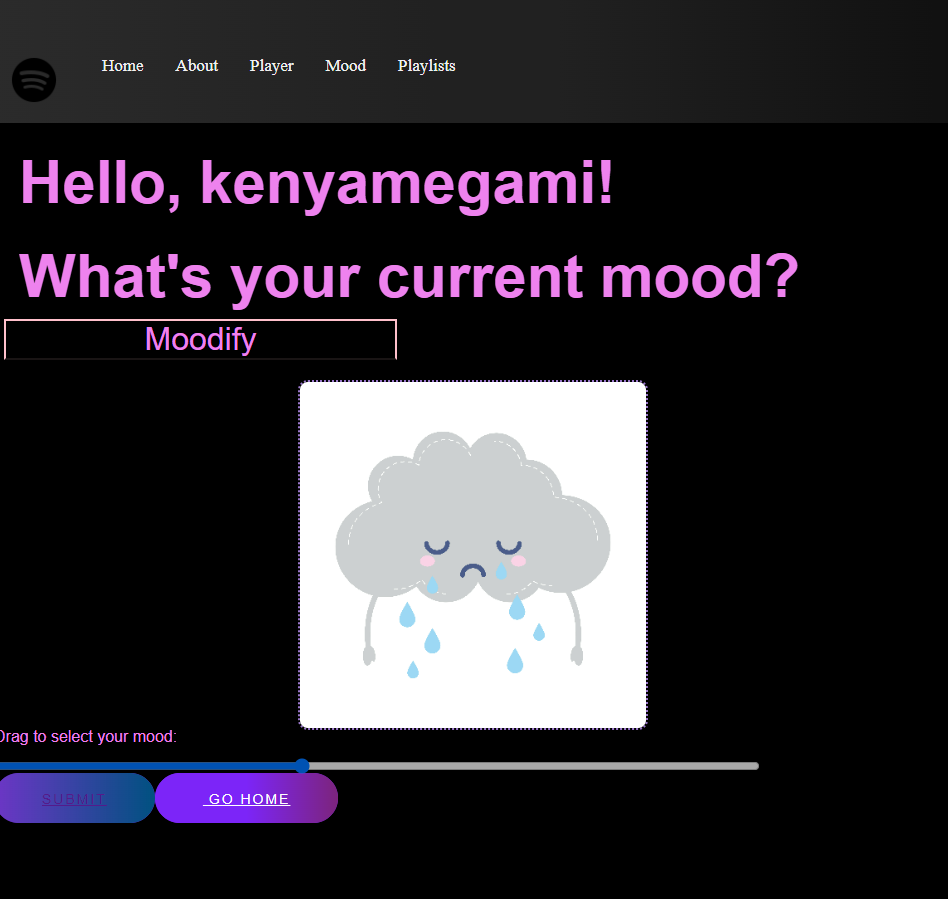 Home About Player Mood Playlists
Hello, kenyamegami!
What's your current mood?
Moodify
Drag to select your mood:
SUBMIT GO HOME